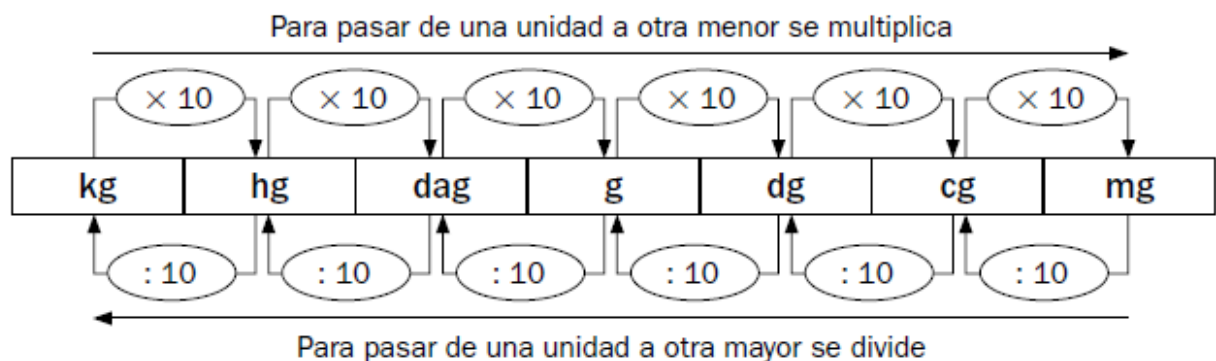 Para pasar de una unidad a otra menor se multiplica
× 10 × 10 × 10 × 10 × 10 × 10
kg hg dag g dg cg mg
: 10 : 10 : 10 : 10 : 10 : 10
Para pasar de una unidad a otra mayor se divide